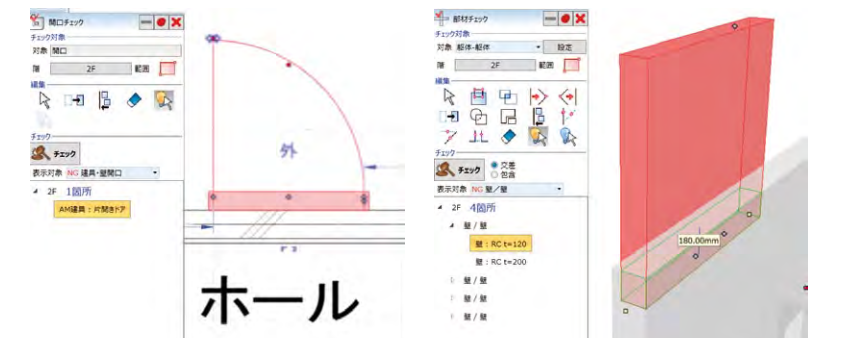 開口チェック
チェック対象
対象 開口
階 2F 範囲
編集
チェック
チェック
表示対象 NG 建具・壁開口
2F 1箇所
AM建具 : 片開きドア
外
ホール
部材チェック
チェック対象
対象 躯体-躯体 設定
階 2F 範囲
編集
チェック
チェック 交差
包含
表示対象 NG 壁/壁
2F 4箇所
壁 / 壁
壁 : RC t=120
壁 : RC t=200
壁 / 壁
壁 / 壁
壁 / 壁
180.00mm